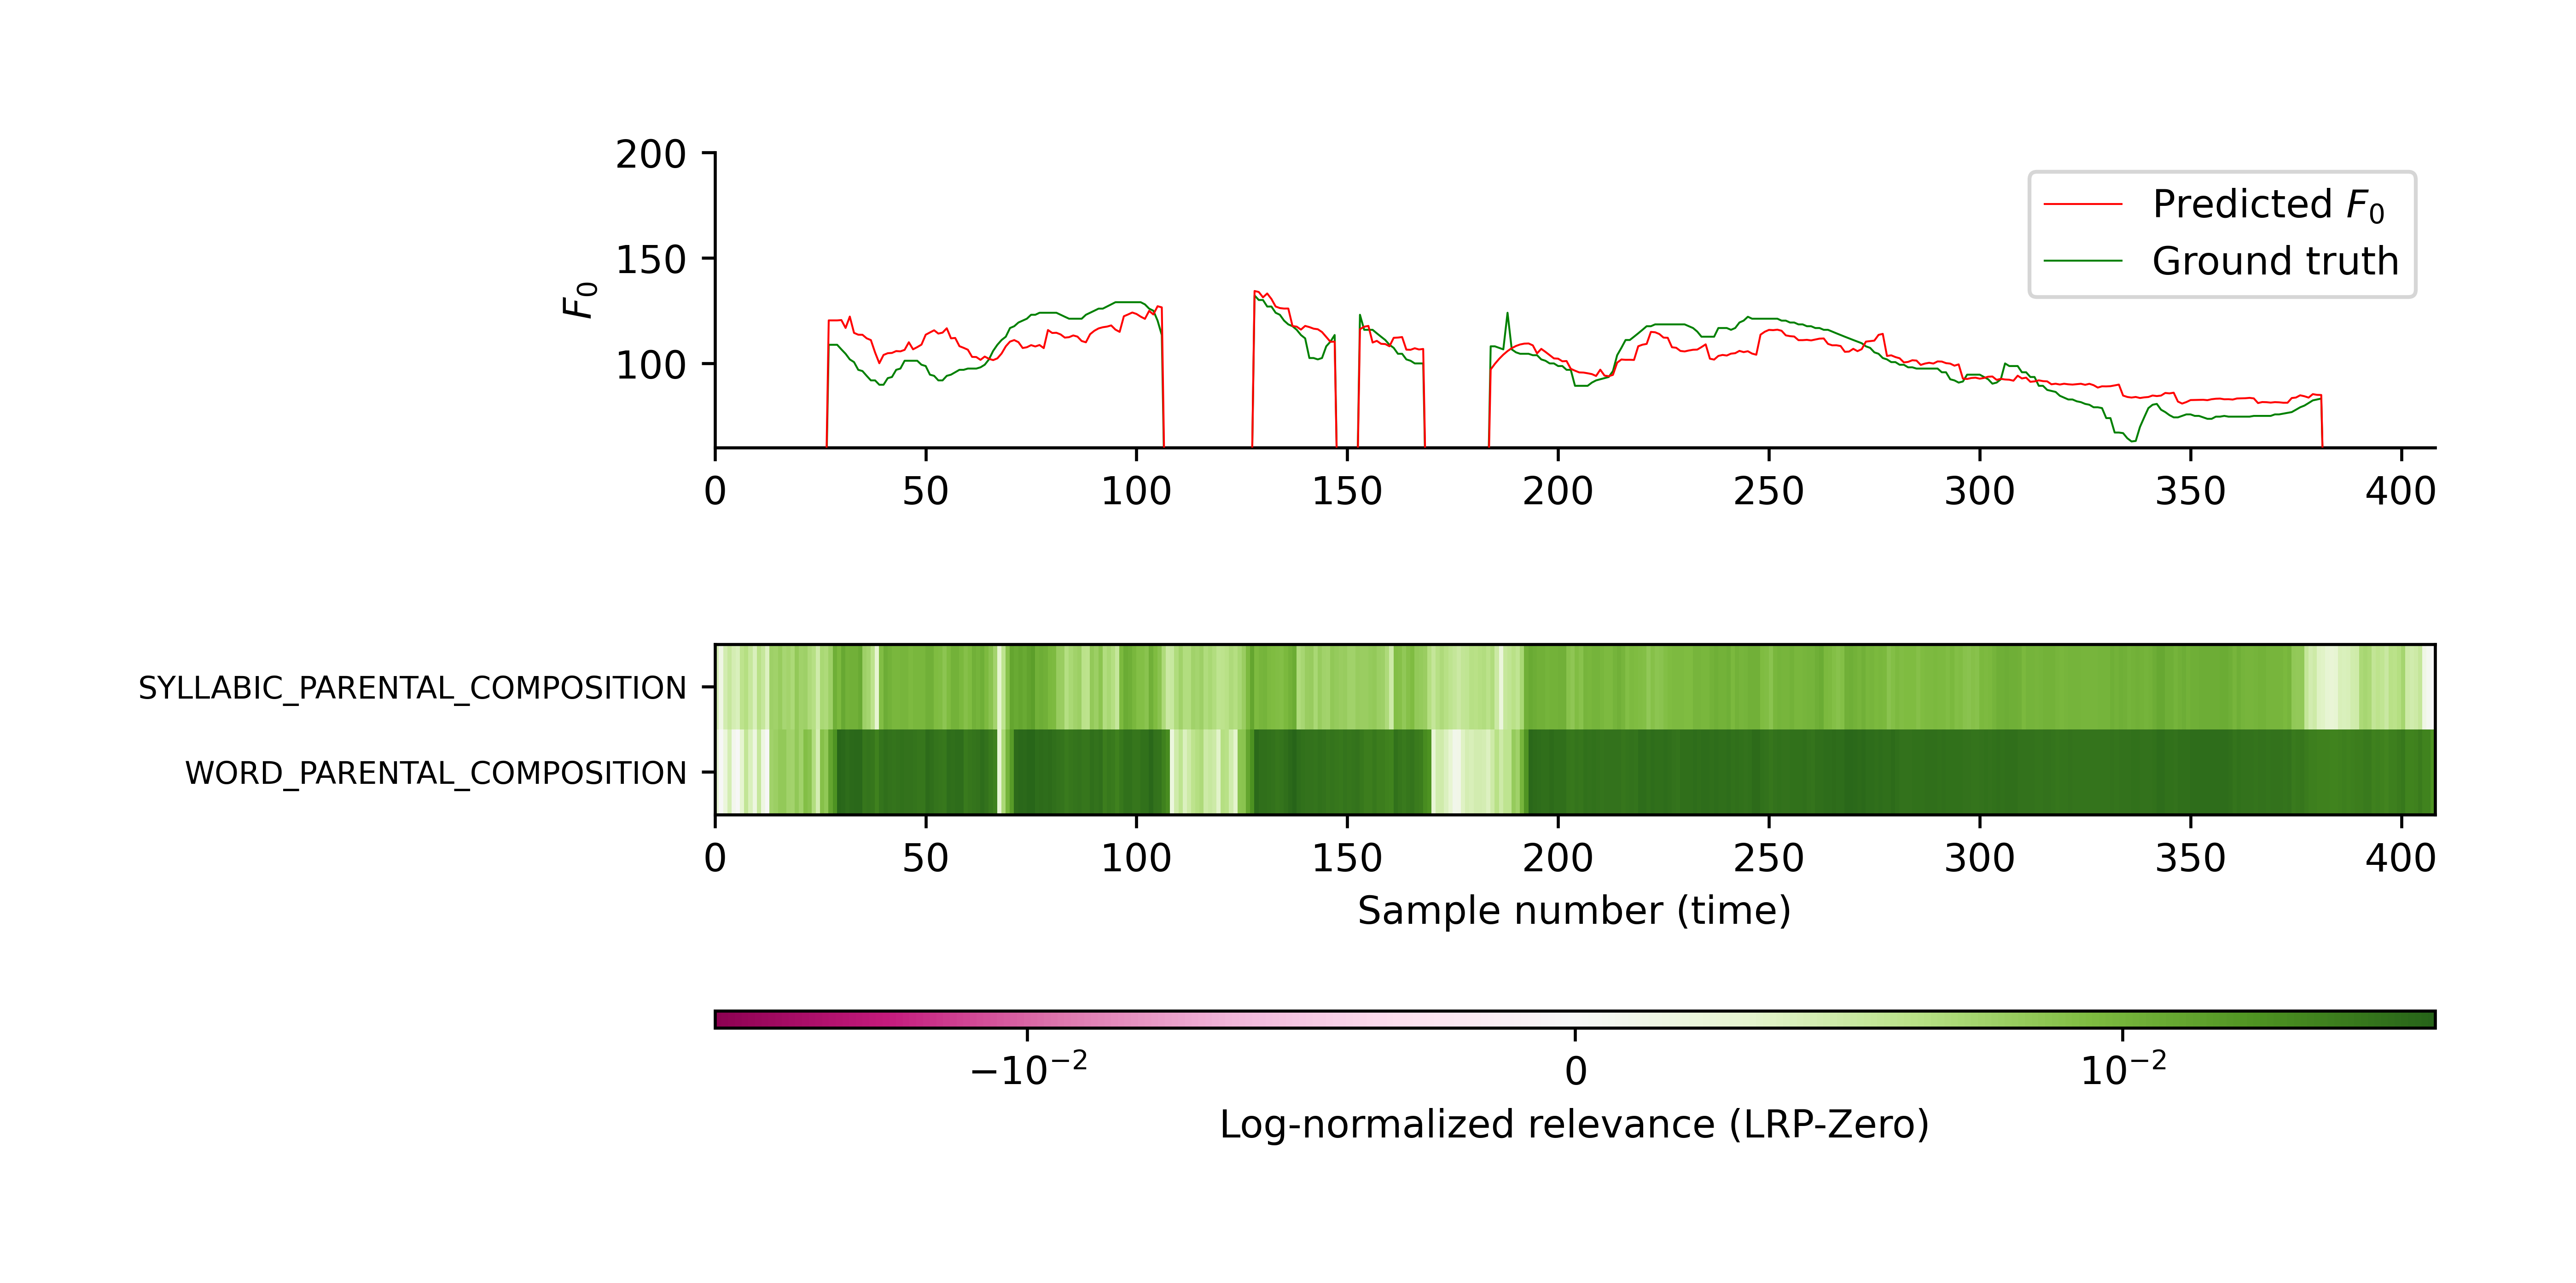 200
150
100
F₀
Predicted F₀
Ground truth
0 50 100 150 200 250 300 350 400
SYLLABIC_PARENTAL_COMPOSITION
WORD_PARENTAL_COMPOSITION
0 50 100 150 200 250 300 350 400
Sample number (time)
−10⁻² 0 10⁻²
Log-normalized relevance (LRP-Zero)